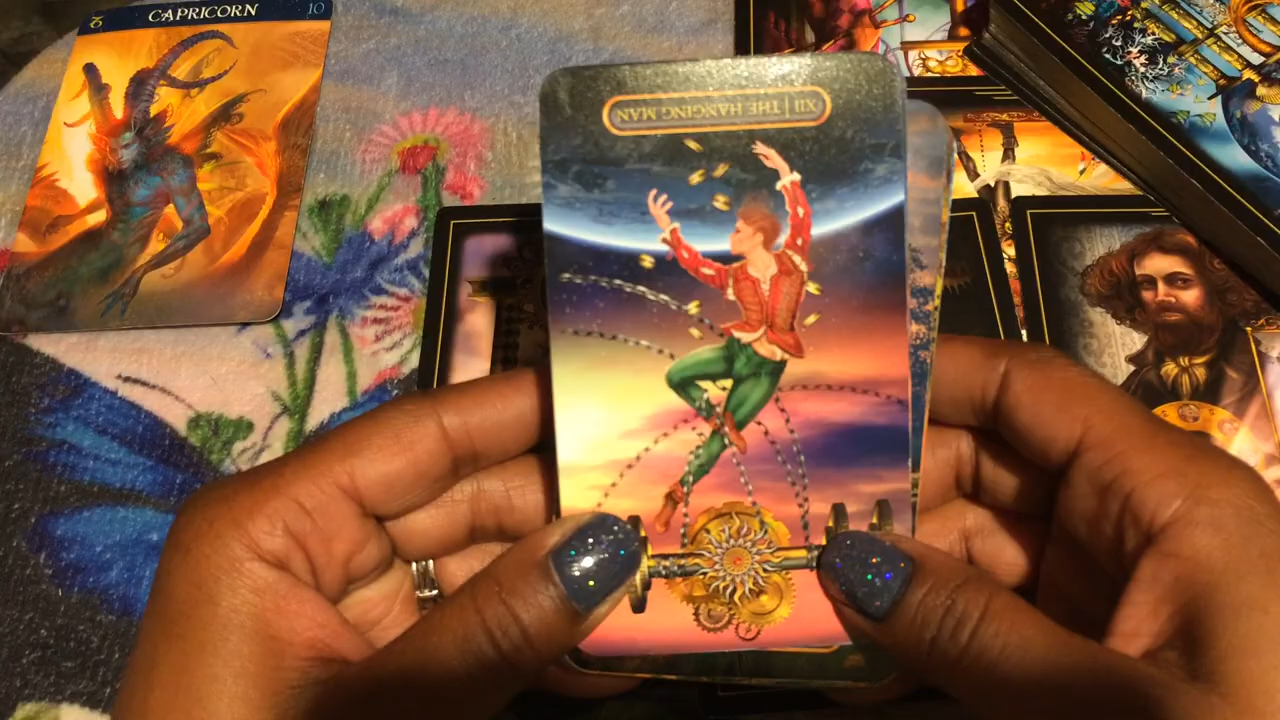 ♑ CAPRICORN 10
XII | THE HANGING MAN